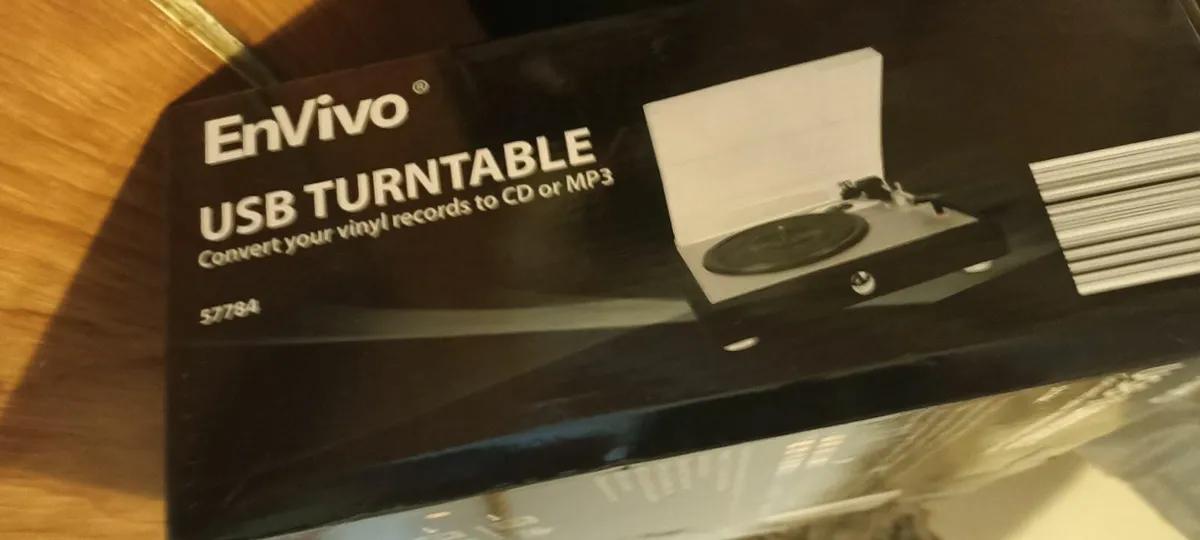 EnVivo®
USB TURNTABLE
Convert your vinyl records to CD or MP3
57784